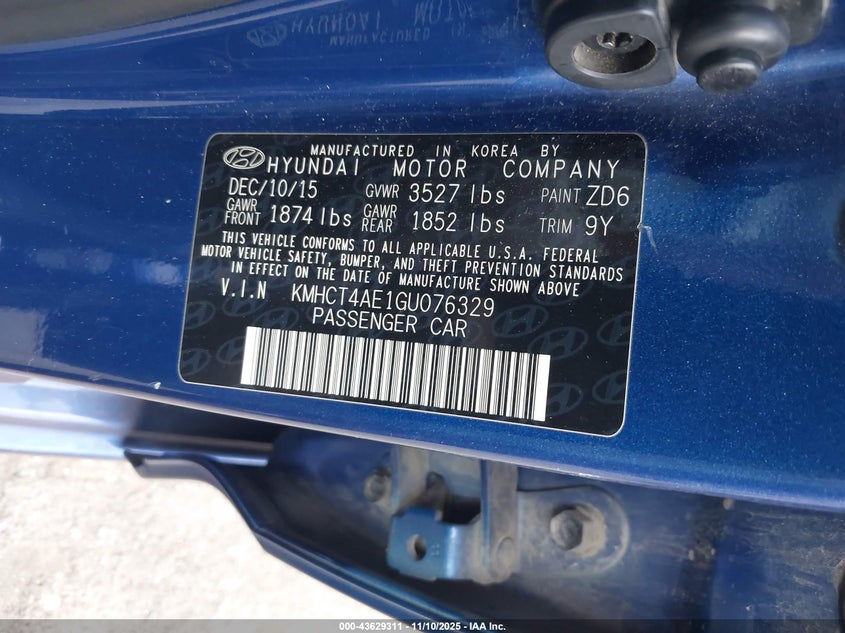 MANUFACTURED IN KOREA BY
HYUNDAI MOTOR COMPANY
DEC/10/15 GVWR 3527 lbs PAINT ZD6
GAWR FRONT 1874 lbs GAWR REAR 1852 lbs TRIM 9Y
THIS VEHICLE CONFORMS TO ALL APPLICABLE U.S.A. FEDERAL
MOTOR VEHICLE SAFETY, BUMPER, AND THEFT PREVENTION STANDARDS
IN EFFECT ON THE DATE OF MANUFACTURE SHOWN ABOVE
V.I.N KMHCT4AE1GU076329
PASSENGER CAR
000-43629311 - 11/10/2025 - IAA Inc.